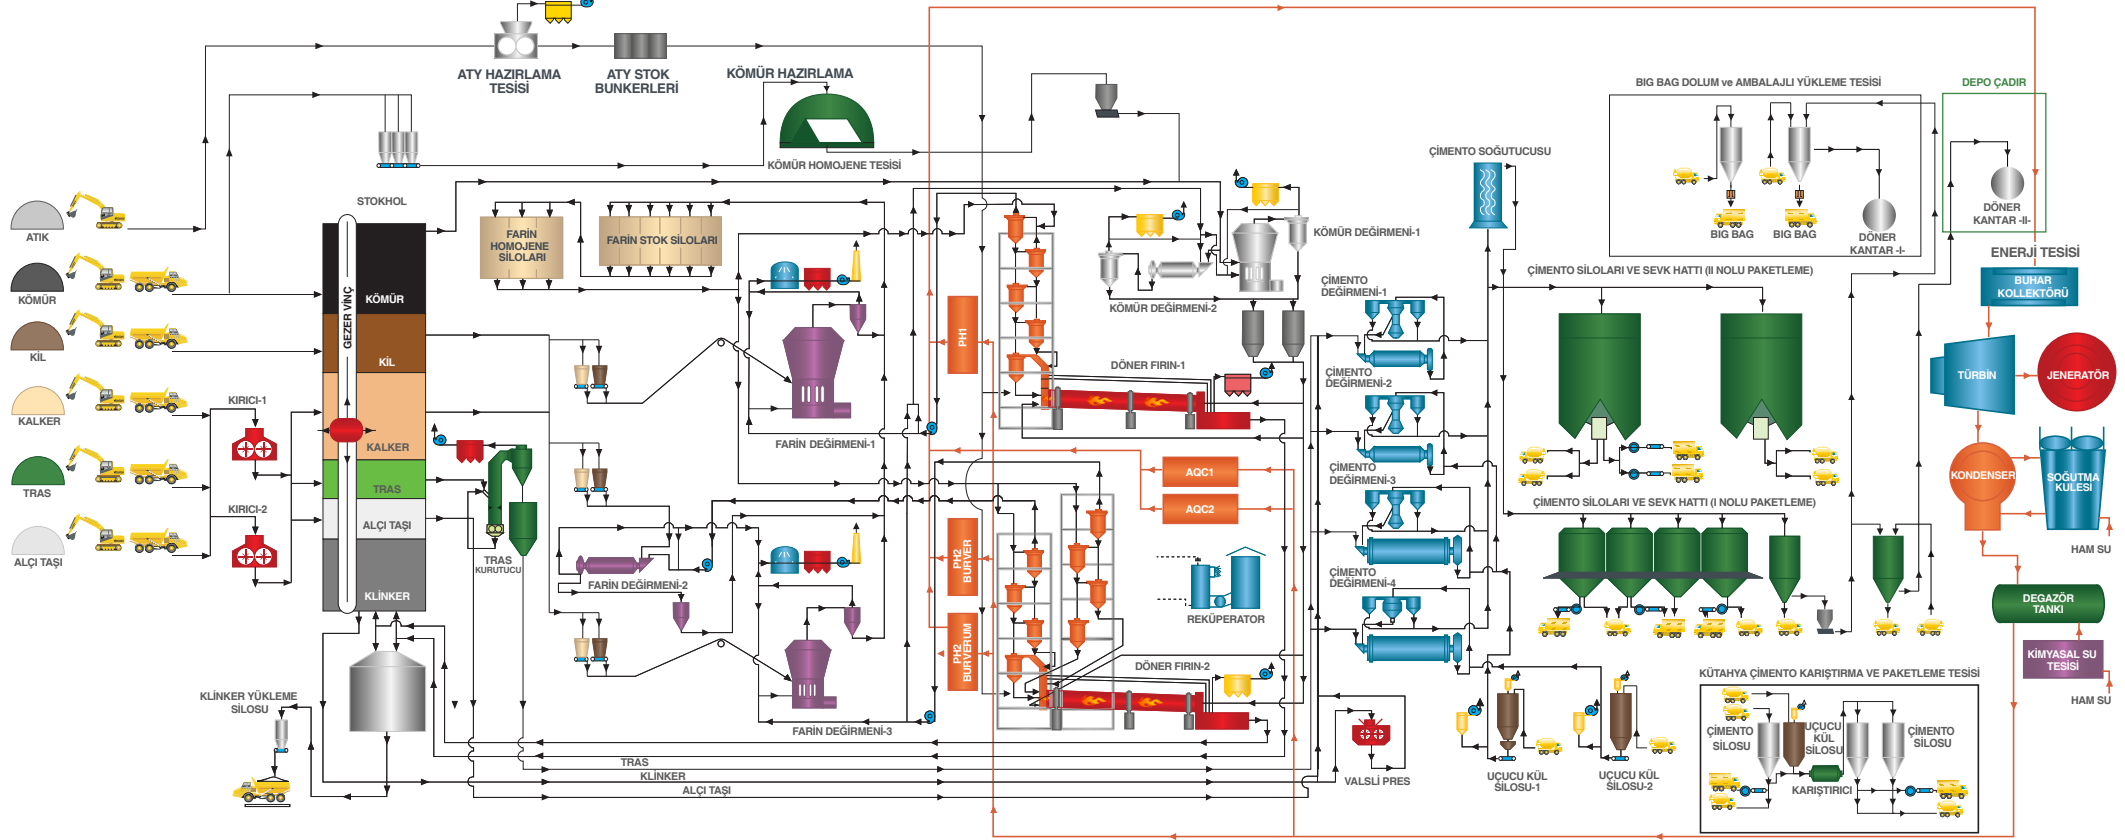 ATY HAZIRLAMA
TESİSİ
ATY STOK
BUNKERLERİ
KÖMÜR HAZIRLAMA
KÖMÜR HOMOJENE TESİSİ
BIG BAG DOLUM ve AMBALAJLI YÜKLEME TESİSİ
DEPO ÇADIR
ÇİMENTO SOĞUTUCUSU
BIG BAG
BIG BAG
DÖNER
KANTAR -I-
DÖNER
KANTAR -II-
ATIK
KÖMÜR
KİL
KALKER
TRAS
ALÇI TAŞI
KIRICI-1
KIRICI-2
STOKHOL
GEZER VİNÇ
KÖMÜR
KİL
KALKER
TRAS
ALÇI TAŞI
KLİNKER
FARİN
HOMOJENE
SİLOLARI
FARİN STOK SİLOLARI
FARİN DEĞİRMENİ-1
TRAS
KURUTUCU
FARİN DEĞİRMENİ-2
FARİN DEĞİRMENİ-3
PH1
PH2
BURVER
PH2
BURVERUM
KÖMÜR DEĞİRMENİ-1
KÖMÜR DEĞİRMENİ-2
DÖNER FIRIN-1
AQC1
AQC2
REKÜPERATOR
DÖNER FIRIN-2
ÇİMENTO
DEĞİRMENİ-1
ÇİMENTO
DEĞİRMENİ-2
ÇİMENTO
DEĞİRMENİ-3
ÇİMENTO
DEĞİRMENİ-4
ÇİMENTO SİLOLARI VE SEVK HATTI (II NOLU PAKETLEME)
ÇİMENTO SİLOLARI VE SEVK HATTI (I NOLU PAKETLEME)
ENERJİ TESİSİ
BUHAR
KOLLEKTÖRÜ
TÜRBİN
JENERATÖR
KONDENSER
SOĞUTMA
KULESI
HAM SU
DEGAZÖR
TANKI
KİMYASAL SU
TESİSİ
HAM SU
KLİNKER YÜKLEME
SİLOSU
TRAS
KLİNKER
ALÇI TAŞI
VALSLİ PRES
UÇUCU KÜL
SİLOSU-1
UÇUCU KÜL
SİLOSU-2
KÜTAHYA ÇİMENTO KARIŞTIRMA VE PAKETLEME TESİSİ
ÇİMENTO
SİLOSU
UÇUCU
KÜL
SİLOSU
ÇİMENTO
SİLOSU
KARIŞTIRICI